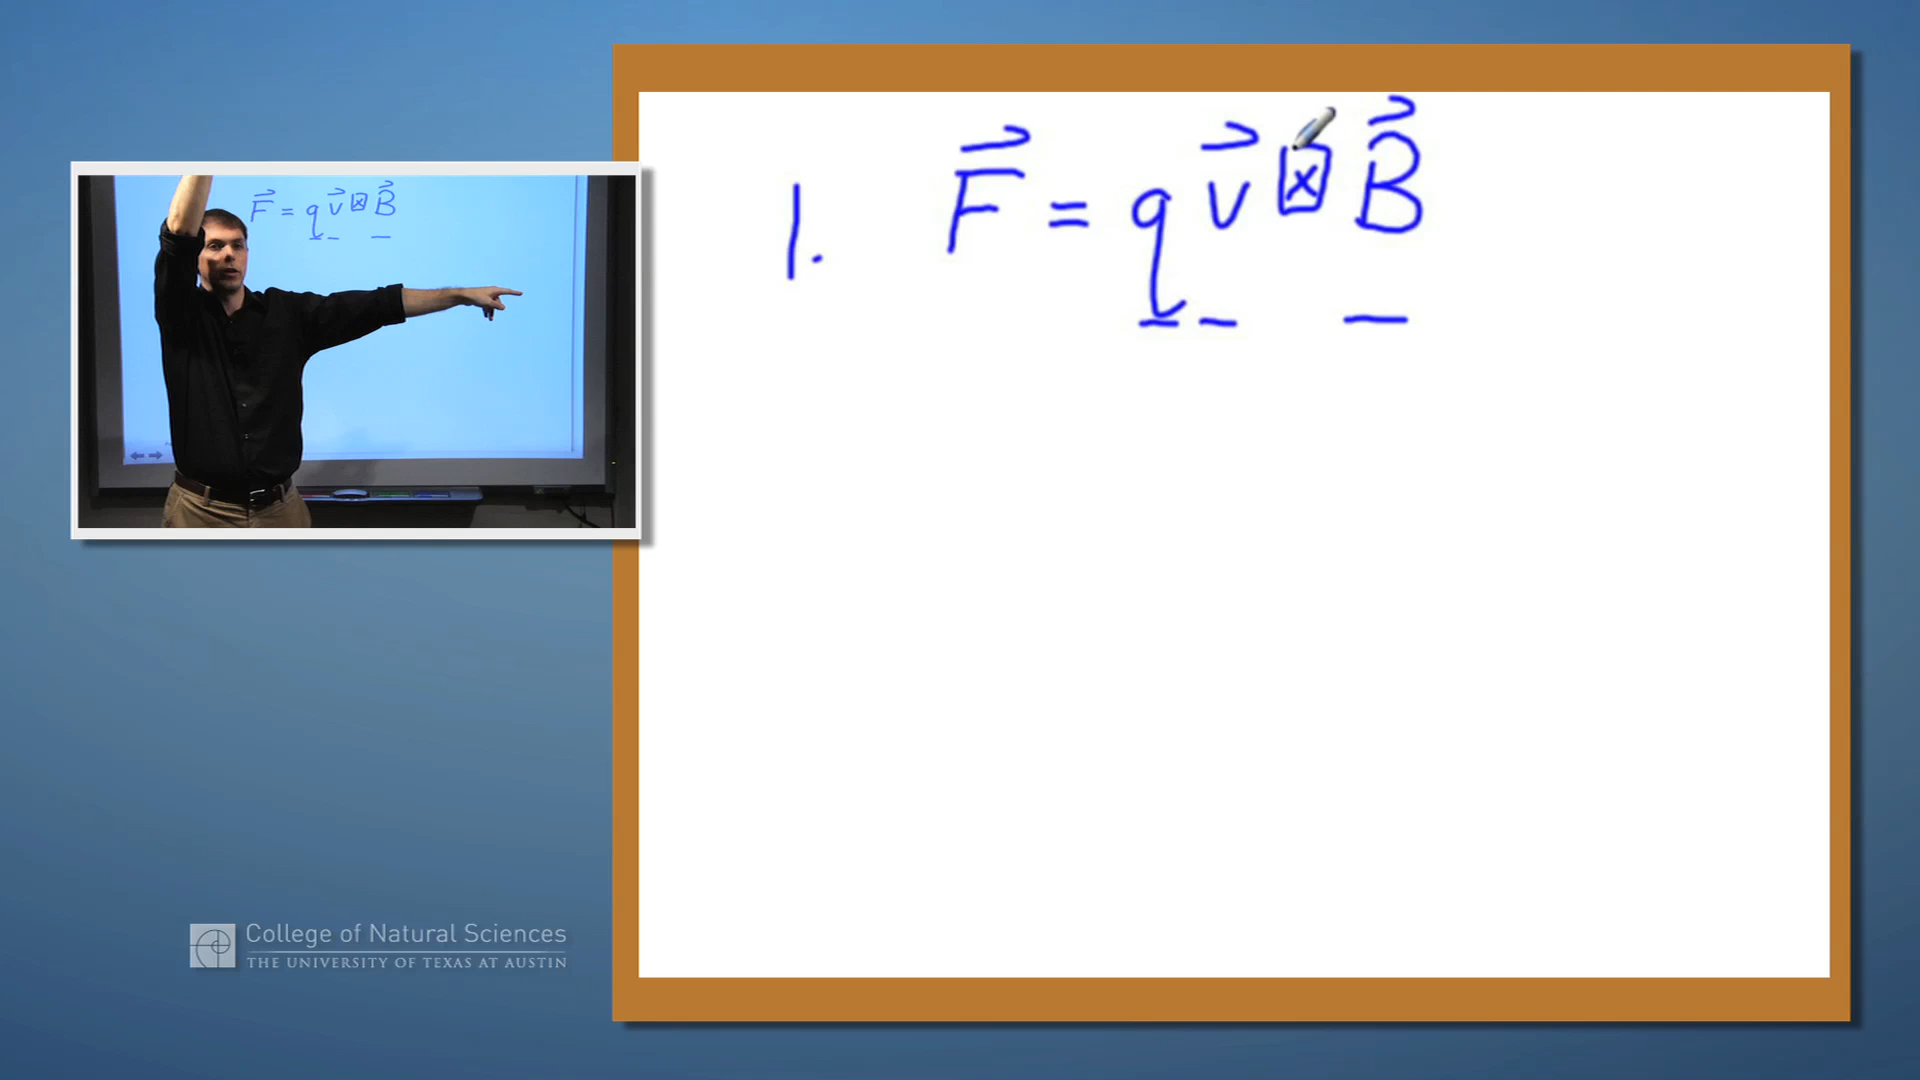 F⃗ = q v⃗ × B⃗
1. F⃗ = q v⃗ × B⃗
College of Natural Sciences
THE UNIVERSITY OF TEXAS AT AUSTIN